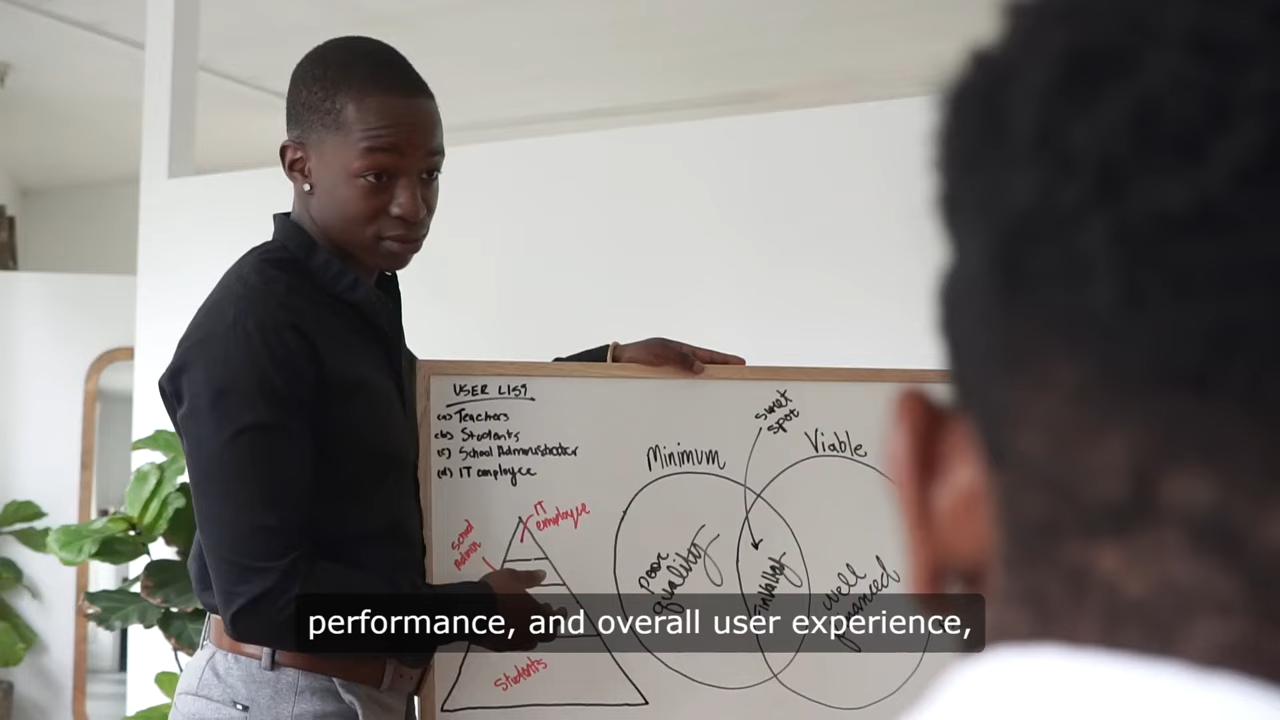 USER LIST
(a) Teachers
(b) Students
(c) School Administrator
(d) IT employee
IT
employee
School
Admin
Students
Minimum
Viable
sweet
spot
poor
quality
well
performance, and overall user experience,